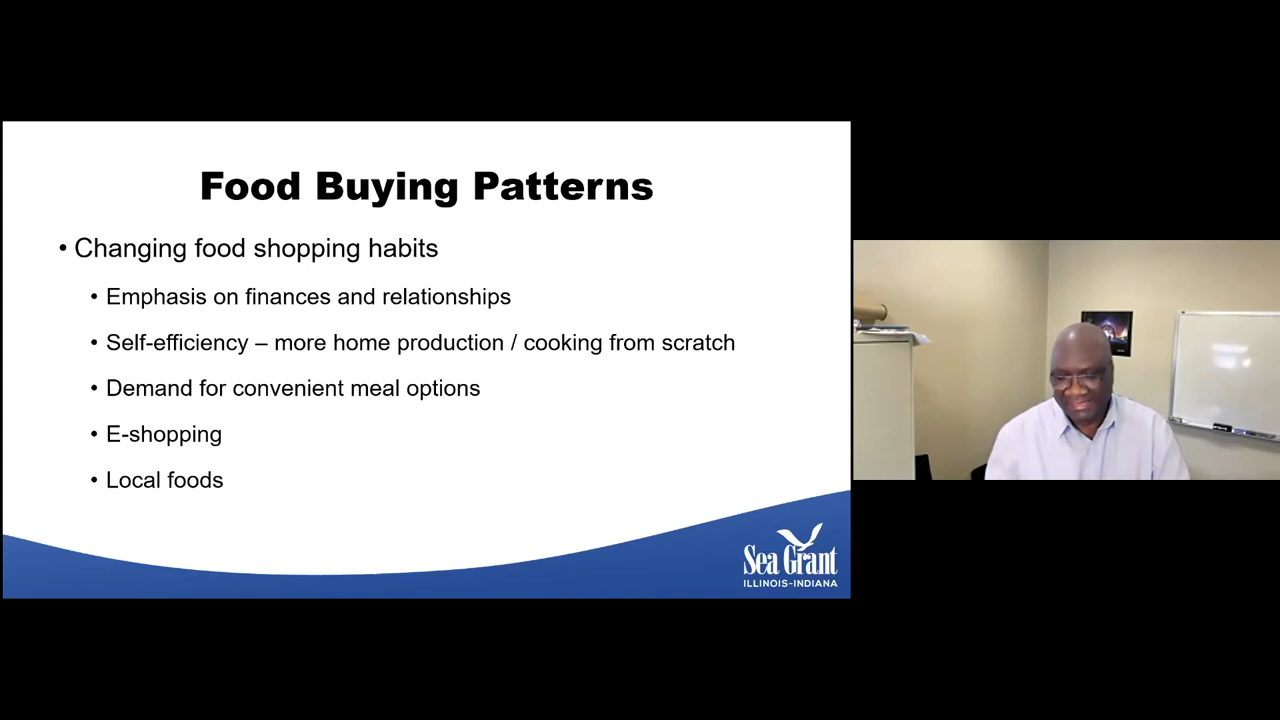 Food Buying Patterns
• Changing food shopping habits
• Emphasis on finances and relationships
• Self-efficiency – more home production / cooking from scratch
• Demand for convenient meal options
• E-shopping
• Local foods
Sea Grant
ILLINOIS-INDIANA